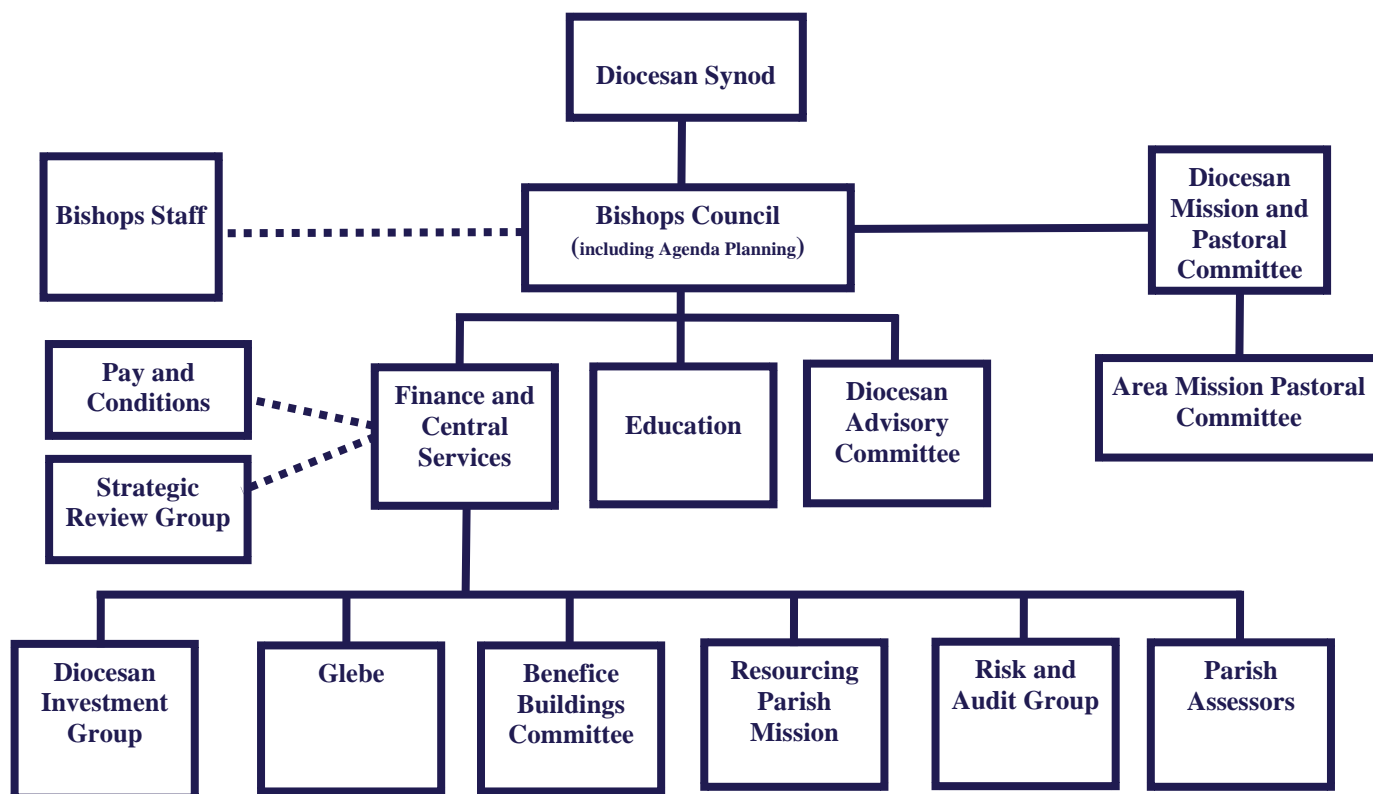 Diocesan Synod
Bishops Staff
Bishops Council
(including Agenda Planning)
Diocesan
Mission and
Pastoral
Committee
Pay and
Conditions
Strategic
Review Group
Finance and
Central
Services
Education
Diocesan
Advisory
Committee
Area Mission Pastoral
Committee
Diocesan
Investment
Group
Glebe
Benefice
Buildings
Committee
Resourcing
Parish
Mission
Risk and
Audit Group
Parish
Assessors